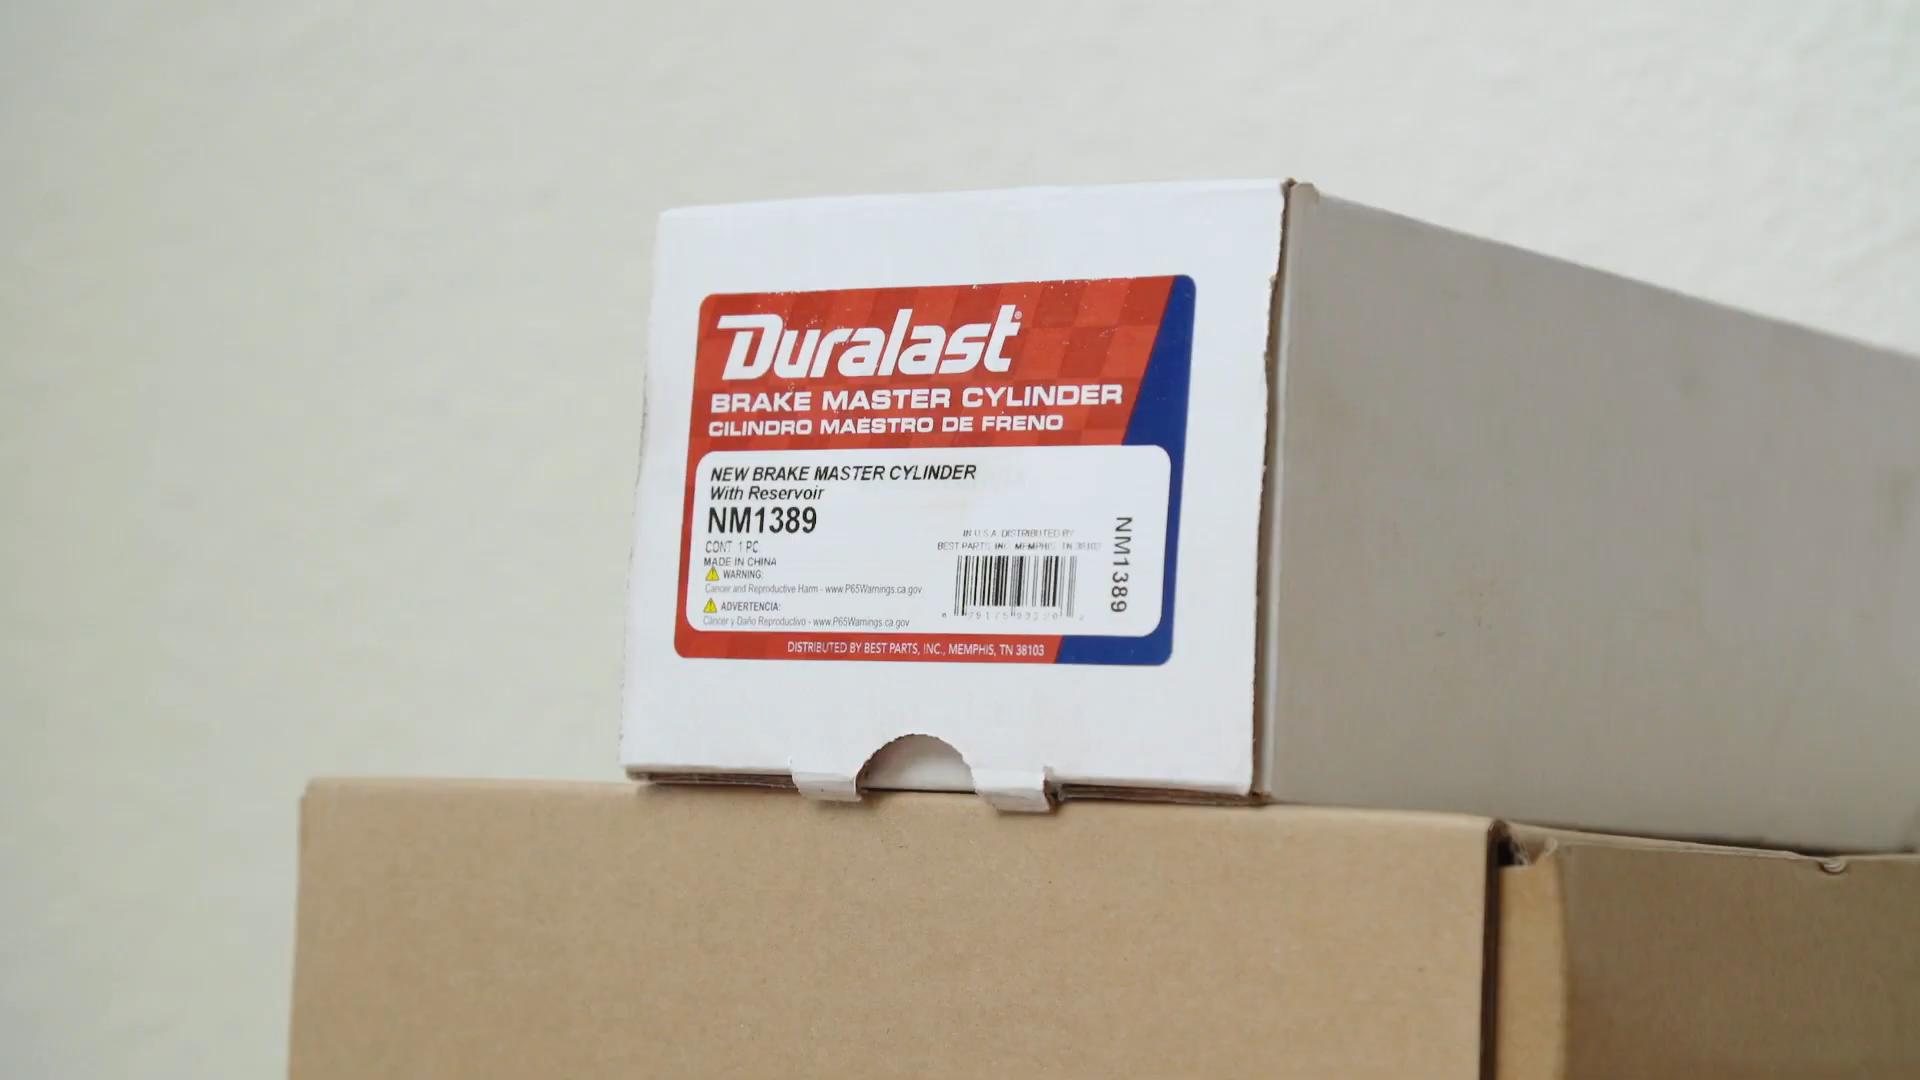 Duralast®
BRAKE MASTER CYLINDER
CILINDRO MAESTRO DE FRENO
NEW BRAKE MASTER CYLINDER
With Reservoir
NM1389
CONT 1 PC.
MADE IN CHINA
WARNING:
Cancer and Reproductive Harm - www.P65Warnings.ca.gov
ADVERTENCIA:
Cáncer y Daño Reproductivo - www.P65Warnings.ca.gov
IN U.S.A. DISTRIBUTED BY
BEST PARTS, INC. MEMPHIS, TN 38103
NM1389
DISTRIBUTED BY BEST PARTS, INC., MEMPHIS, TN 38103